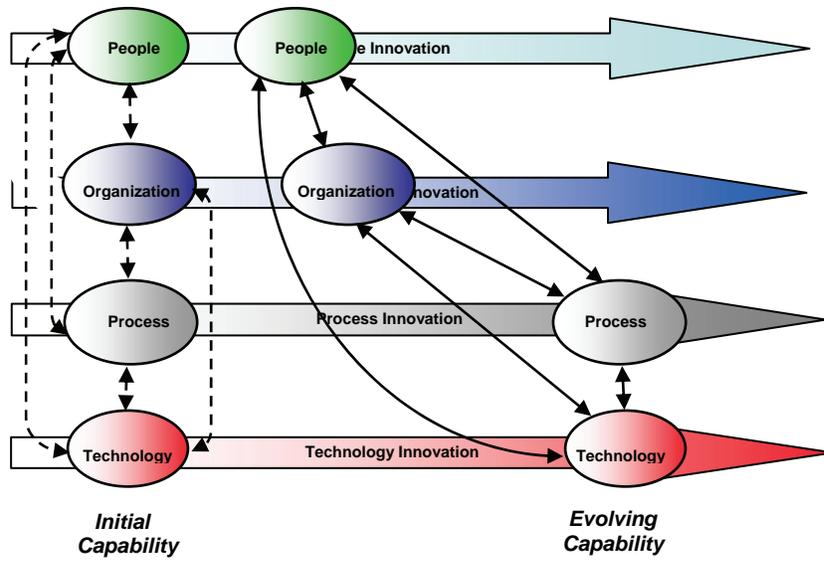 People People e Innovation
Organization Organization novation
Process Process Innovation Process
Technology Technology Innovation Technology
Initial
Capability
Evolving
Capability